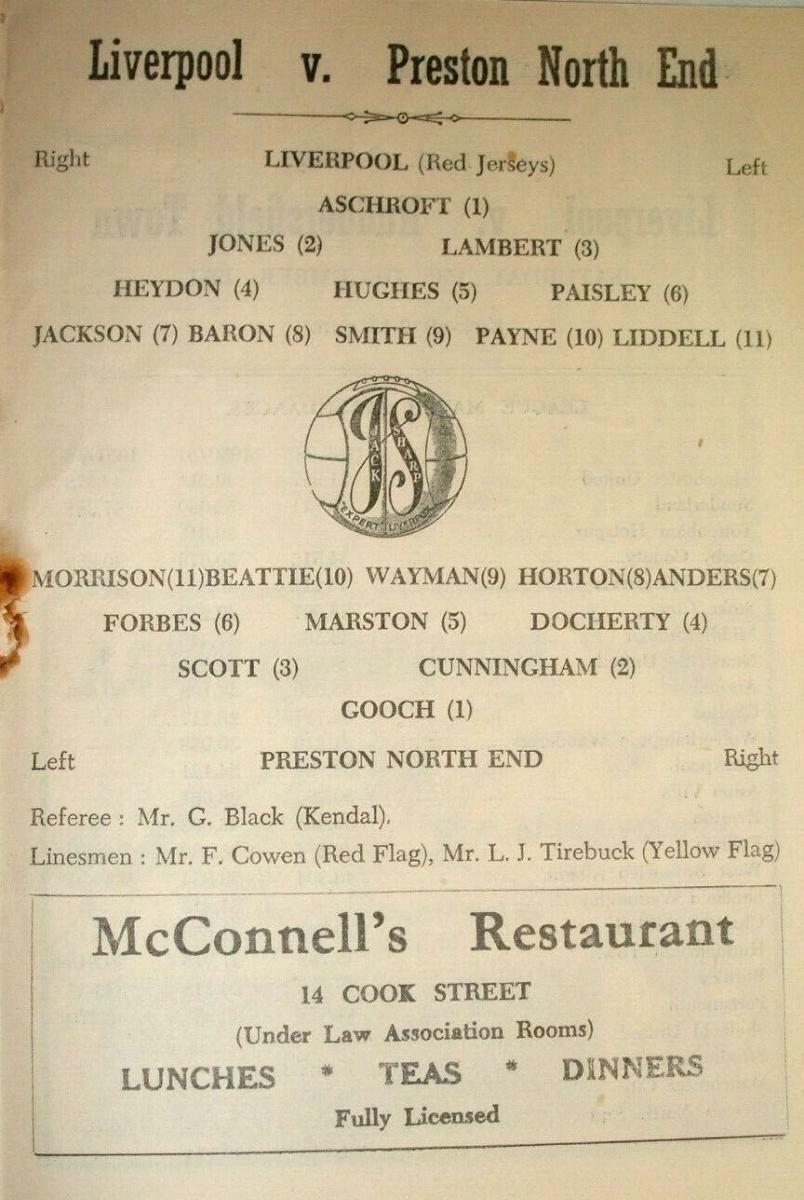 Liverpool v. Preston North End
Right LIVERPOOL (Red Jerseys) Left
ASCHROFT (1)
JONES (2) LAMBERT (3)
HEYDON (4) HUGHES (5) PAISLEY (6)
JACKSON (7) BARON (8) SMITH (9) PAYNE (10) LIDDELL (11)
JS
JACK SHARP
"EXPERT" LIVERPOOL
MORRISON(11)BEATTIE(10) WAYMAN(9) HORTON(8)ANDERS(7)
FORBES (6) MARSTON (5) DOCHERTY (4)
SCOTT (3) CUNNINGHAM (2)
GOOCH (1)
Left PRESTON NORTH END Right
Referee : Mr. G. Black (Kendal).
Linesmen : Mr. F. Cowen (Red Flag), Mr. L. J. Tirebuck (Yellow Flag)
McConnell's Restaurant
14 COOK STREET
(Under Law Association Rooms)
LUNCHES * TEAS * DINNERS
Fully Licensed